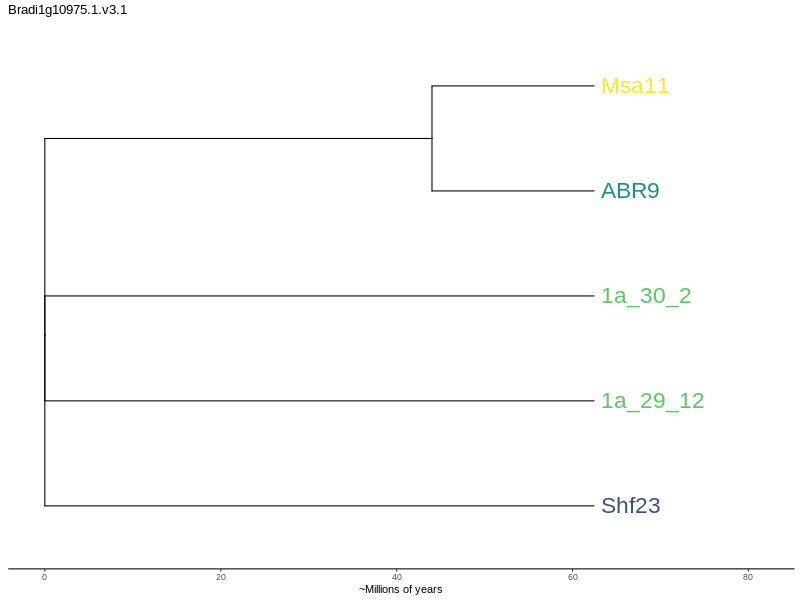 Bradi1g10975.1.v3.1
Msa11
ABR9
1a_30_2
1a_29_12
Shf23
0 20 40 60 80
~Millions of years